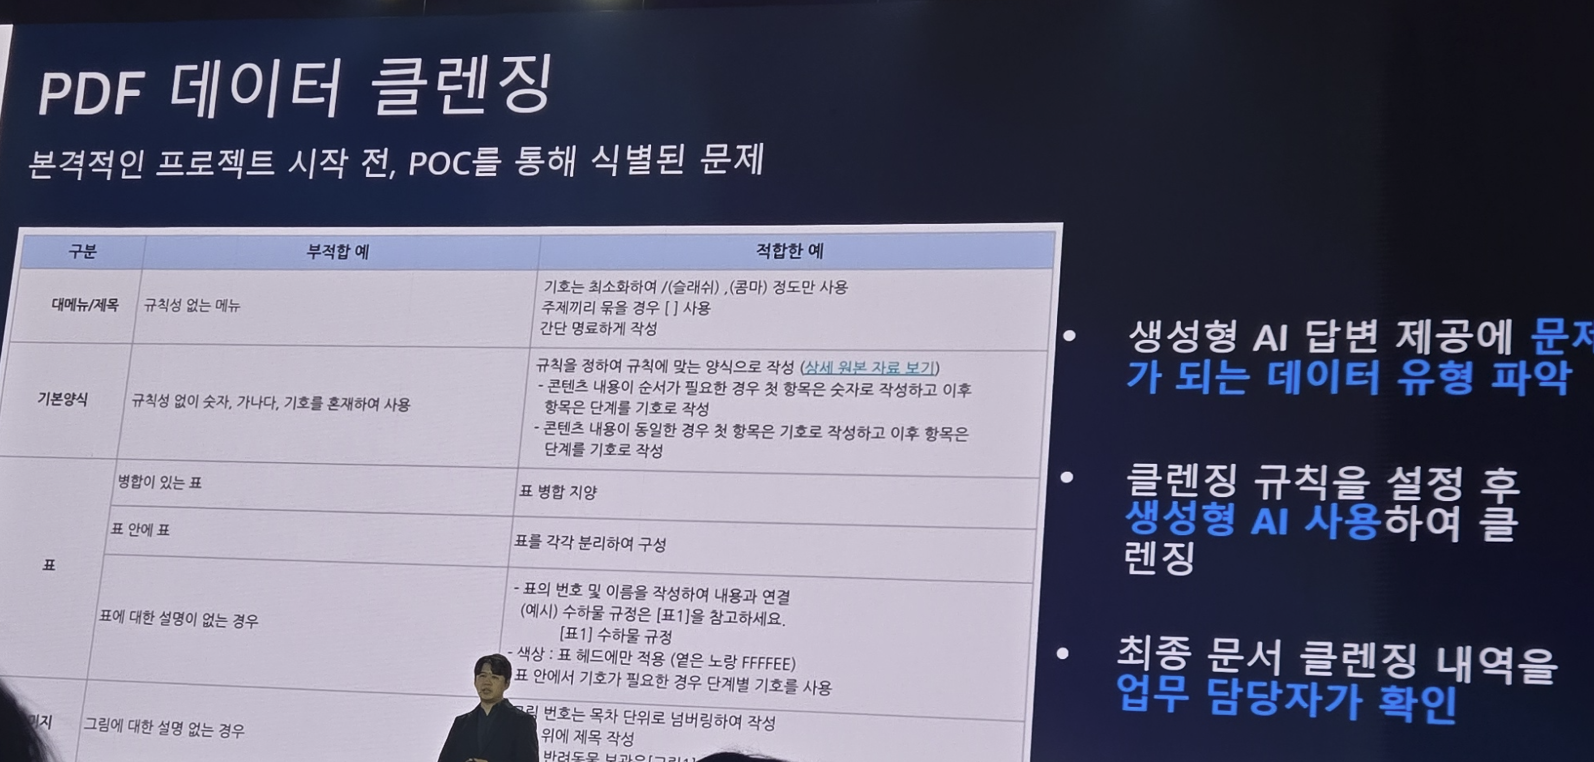 PDF 데이터 클렌징
본격적인 프로젝트 시작 전, POC를 통해 식별된 문제
구분
부적합 예
적합한 예
대메뉴/제목
규칙성 없는 메뉴
기호는 최소화하여 /(슬래쉬) ,(콤마) 정도만 사용
주제끼리 묶을 경우 [ ] 사용
간단 명료하게 작성
기본양식
규칙성 없이 숫자, 가나다, 기호를 혼재하여 사용
규칙을 정하여 규칙에 맞는 양식으로 작성 (상세 원본 자료 보기)
- 콘텐츠 내용이 순서가 필요한 경우 첫 항목은 숫자로 작성하고 이후
항목은 단계를 기호로 작성
- 콘텐츠 내용이 동일한 경우 첫 항목은 기호로 작성하고 이후 항목은
단계를 기호로 작성
표
병합이 있는 표
표 병합 지양
표 안에 표
표를 각각 분리하여 구성
표에 대한 설명이 없는 경우
- 표의 번호 및 이름을 작성하여 내용과 연결
(예시) 수하물 규정은 [표1]을 참고하세요.
[표1] 수하물 규정
- 색상 : 표 헤드에만 적용 (옅은 노랑 FFFFEE)
표 안에서 기호가 필요한 경우 단계별 기호를 사용
그림에 대한 설명 없는 경우
번호는 목차 단위로 넘버링하여 작성
위에 제목 작성
반려동물
• 생성형 AI 답변 제공에 문제
가 되는 데이터 유형 파악
• 클렌징 규칙을 설정 후
생성형 AI 사용하여 클
렌징
• 최종 문서 클렌징 내역을
업무 담당자가 확인